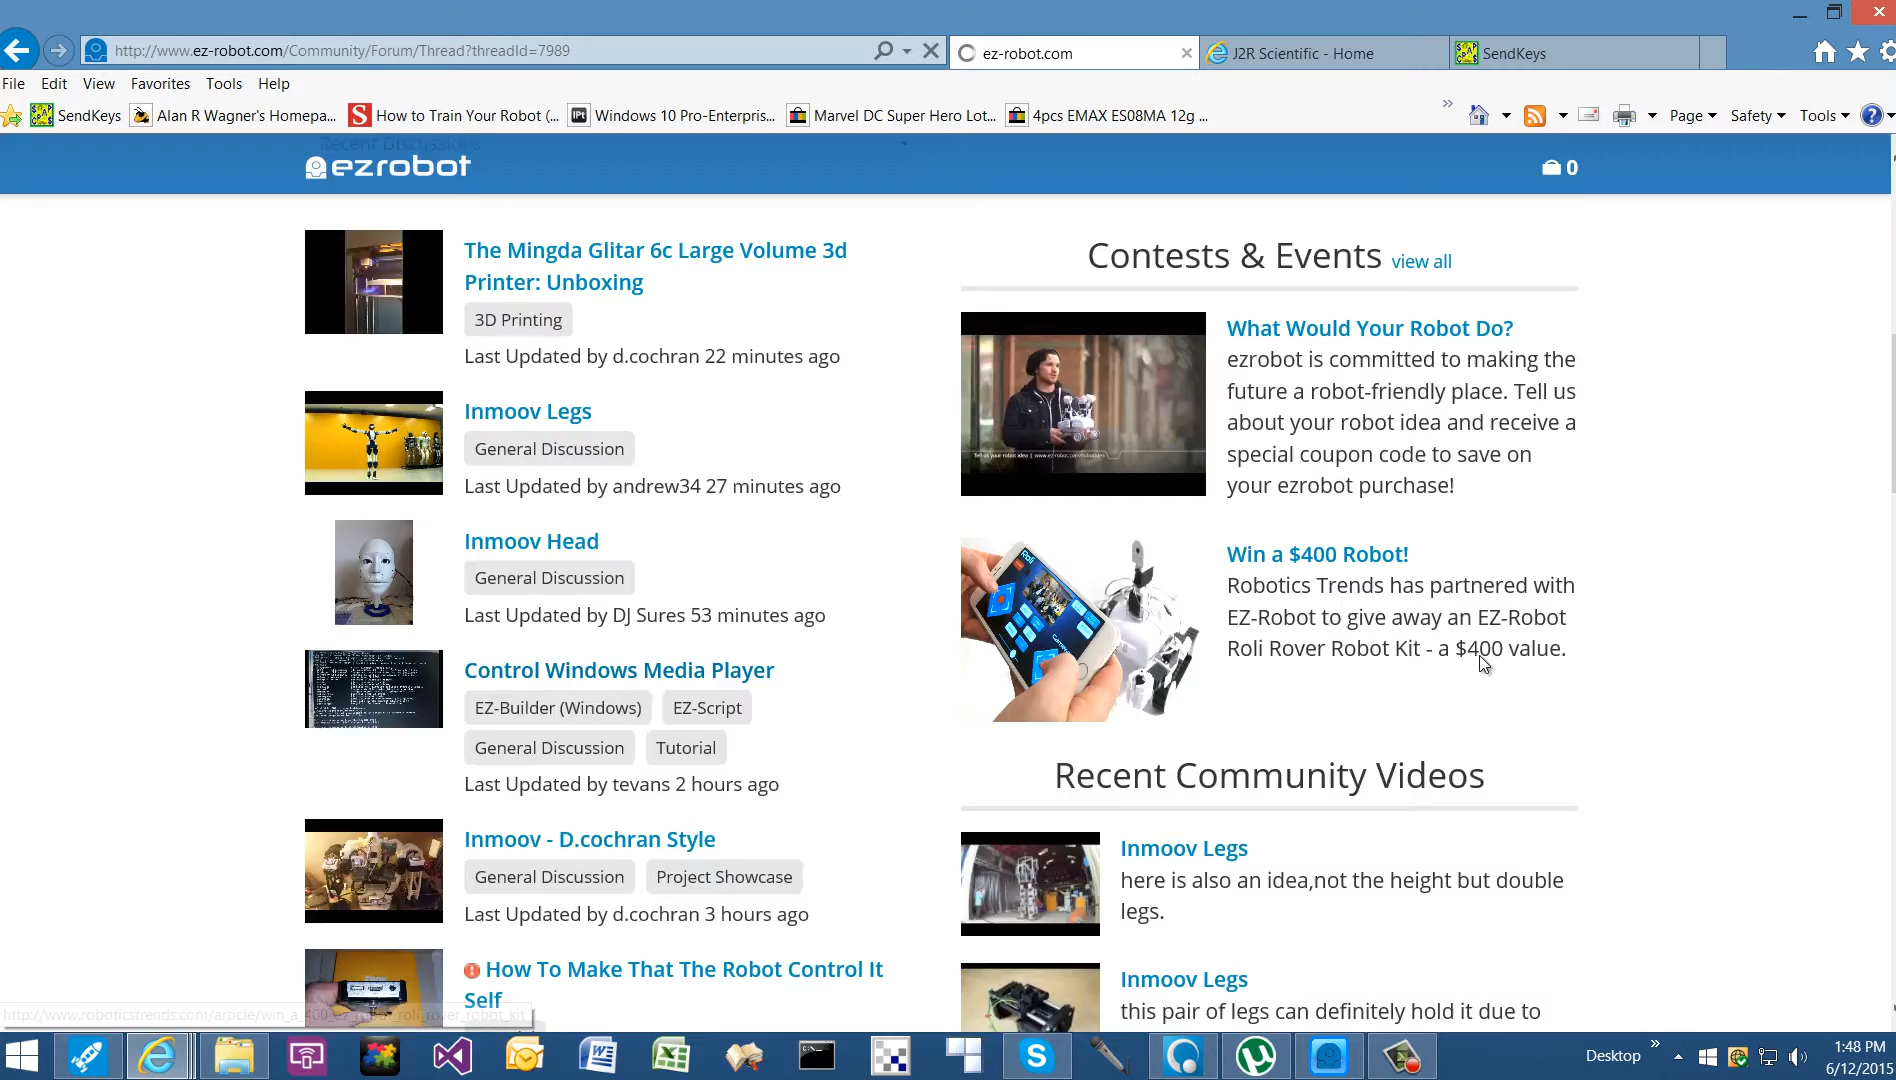 http://www.ez-robot.com/Community/Forum/Thread?threadId=7989
ez-robot.com
J2R Scientific - Home
SendKeys
File Edit View Favorites Tools Help
SendKeys
Alan R Wagner's Homepa...
How to Train Your Robot (...
Windows 10 Pro-Enterpris...
Marvel DC Super Hero Lot...
4pcs EMAX ES08MA 12g ...
Page Safety Tools
Recent Discussions
ezrobot
0
The Mingda Glitar 6c Large Volume 3d
Printer: Unboxing
3D Printing
Last Updated by d.cochran 22 minutes ago
Inmoov Legs
General Discussion
Last Updated by andrew34 27 minutes ago
Inmoov Head
General Discussion
Last Updated by DJ Sures 53 minutes ago
Control Windows Media Player
EZ-Builder (Windows) EZ-Script
General Discussion Tutorial
Last Updated by tevans 2 hours ago
Inmoov - D.cochran Style
General Discussion Project Showcase
Last Updated by d.cochran 3 hours ago
How To Make That The Robot Control It
Self
Contests & Events view all
What Would Your Robot Do?
ezrobot is committed to making the
future a robot-friendly place. Tell us
about your robot idea and receive a
special coupon code to save on
your ezrobot purchase!
Win a $400 Robot!
Robotics Trends has partnered with
EZ-Robot to give away an EZ-Robot
Roli Rover Robot Kit - a $400 value.
Recent Community Videos
Inmoov Legs
here is also an idea,not the height but double
legs.
Inmoov Legs
this pair of legs can definitely hold it due to
http://www.roboticstrends.com/article/win_a_400_ez_robot_roli_rover_robot_kit
Desktop
1:48 PM
6/12/2015